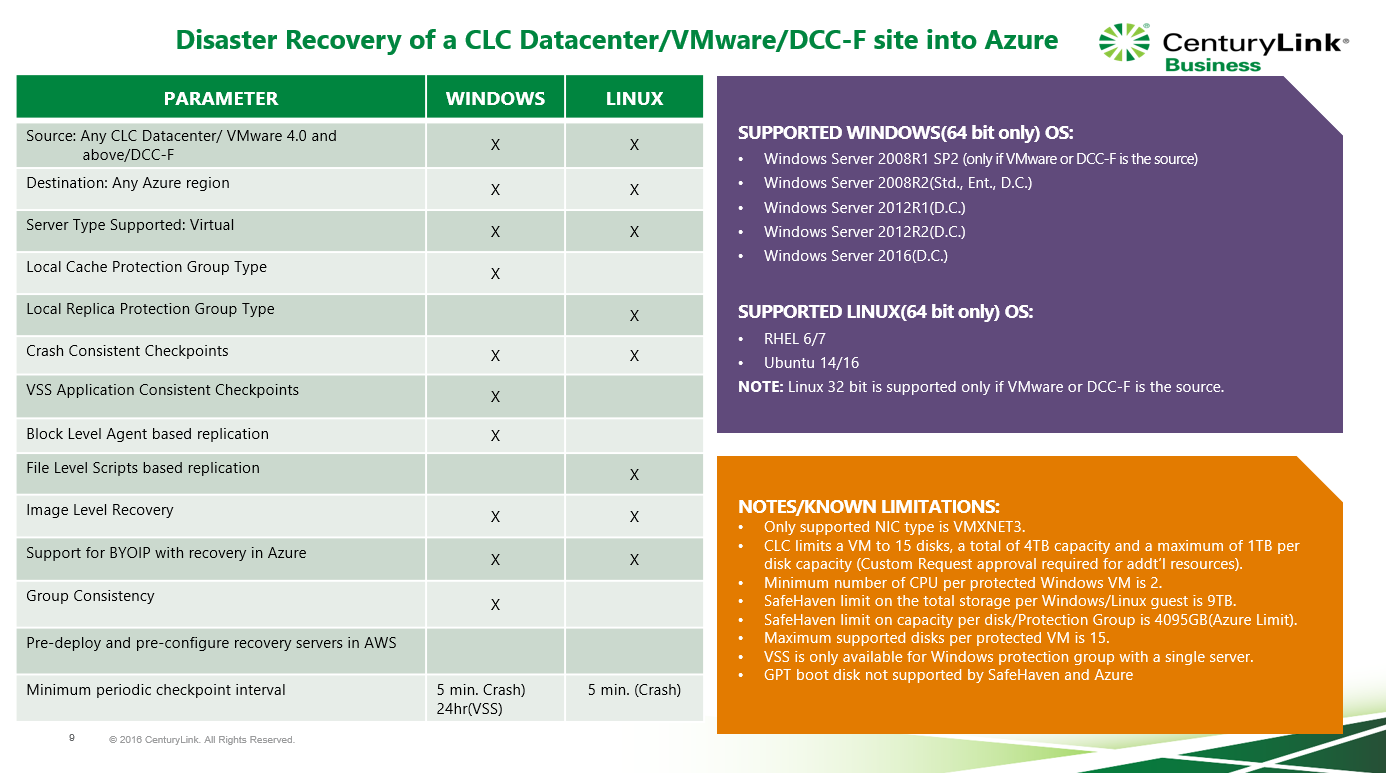 Disaster Recovery of a CLC Datacenter/VMware/DCC-F site into Azure
CenturyLink®
Business
PARAMETER WINDOWS LINUX
Source: Any CLC Datacenter/ VMware 4.0 and
above/DCC-F X X
Destination: Any Azure region X X
Server Type Supported: Virtual X X
Local Cache Protection Group Type X
Local Replica Protection Group Type X
Crash Consistent Checkpoints X X
VSS Application Consistent Checkpoints X
Block Level Agent based replication X
File Level Scripts based replication X
Image Level Recovery X X
Support for BYOIP with recovery in Azure X X
Group Consistency X
Pre-deploy and pre-configure recovery servers in AWS
Minimum periodic checkpoint interval 5 min. Crash) 5 min. (Crash)
24hr(VSS)
SUPPORTED WINDOWS(64 bit only) OS:
• Windows Server 2008R1 SP2 (only if VMware or DCC-F is the source)
• Windows Server 2008R2(Std., Ent., D.C.)
• Windows Server 2012R1(D.C.)
• Windows Server 2012R2(D.C.)
• Windows Server 2016(D.C.)
SUPPORTED LINUX(64 bit only) OS:
• RHEL 6/7
• Ubuntu 14/16
NOTE: Linux 32 bit is supported only if VMware or DCC-F is the source.
NOTES/KNOWN LIMITATIONS:
• Only supported NIC type is VMXNET3.
• CLC limits a VM to 15 disks, a total of 4TB capacity and a maximum of 1TB per
disk capacity (Custom Request approval required for addt’l resources).
• Minimum number of CPU per protected Windows VM is 2.
• SafeHaven limit on the total storage per Windows/Linux guest is 9TB.
• SafeHaven limit on capacity per disk/Protection Group is 4095GB(Azure Limit).
• Maximum supported disks per protected VM is 15.
• VSS is only available for Windows protection group with a single server.
• GPT boot disk not supported by SafeHaven and Azure
9 © 2016 CenturyLink. All Rights Reserved.